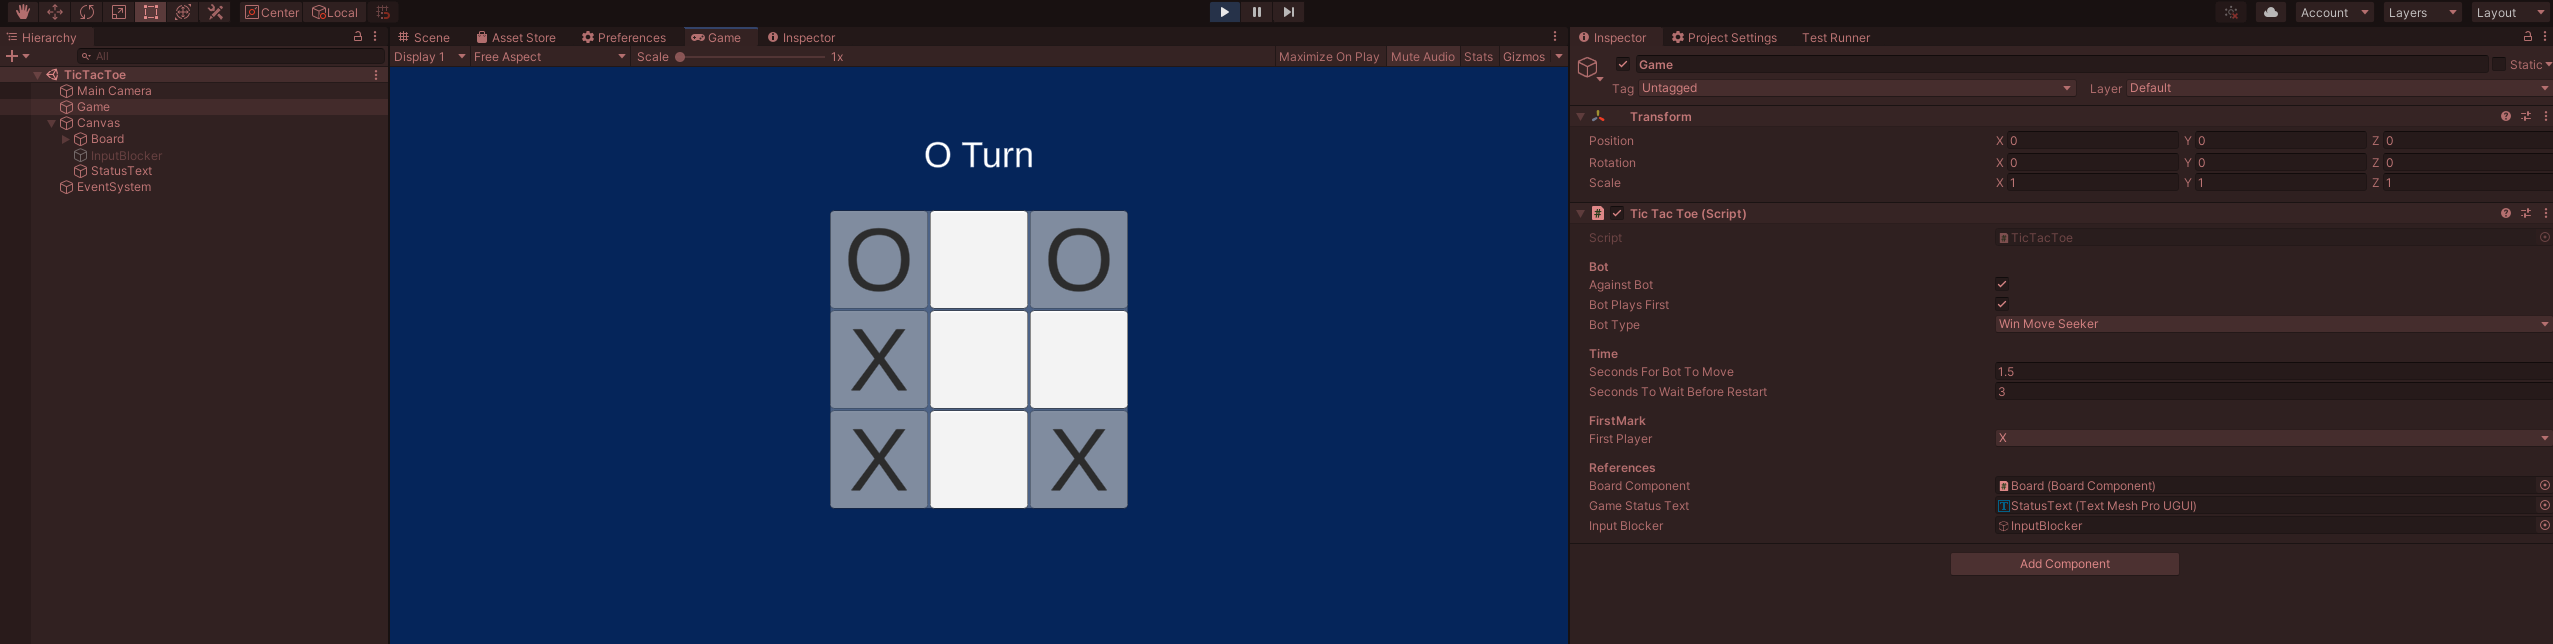 Center Local
Account Layers Layout
Hierarchy
All
TicTacToe
Main Camera
Game
Canvas
Board
InputBlocker
StatusText
EventSystem
Scene Asset Store Preferences Game Inspector
Display 1 Free Aspect Scale 1x Maximize On Play Mute Audio Stats Gizmos
O Turn
O O
X
X X
Inspector Project Settings Test Runner
Game Static
Tag Untagged Layer Default
Transform
Position X 0 Y 0 Z 0
Rotation X 0 Y 0 Z 0
Scale X 1 Y 1 Z 1
# Tic Tac Toe (Script)
Script TicTacToe
Bot
Against Bot
Bot Plays First
Bot Type Win Move Seeker
Time
Seconds For Bot To Move 1.5
Seconds To Wait Before Restart 3
FirstMark
First Player X
References
Board Component Board (Board Component)
Game Status Text StatusText (Text Mesh Pro UGUI)
Input Blocker InputBlocker
Add Component